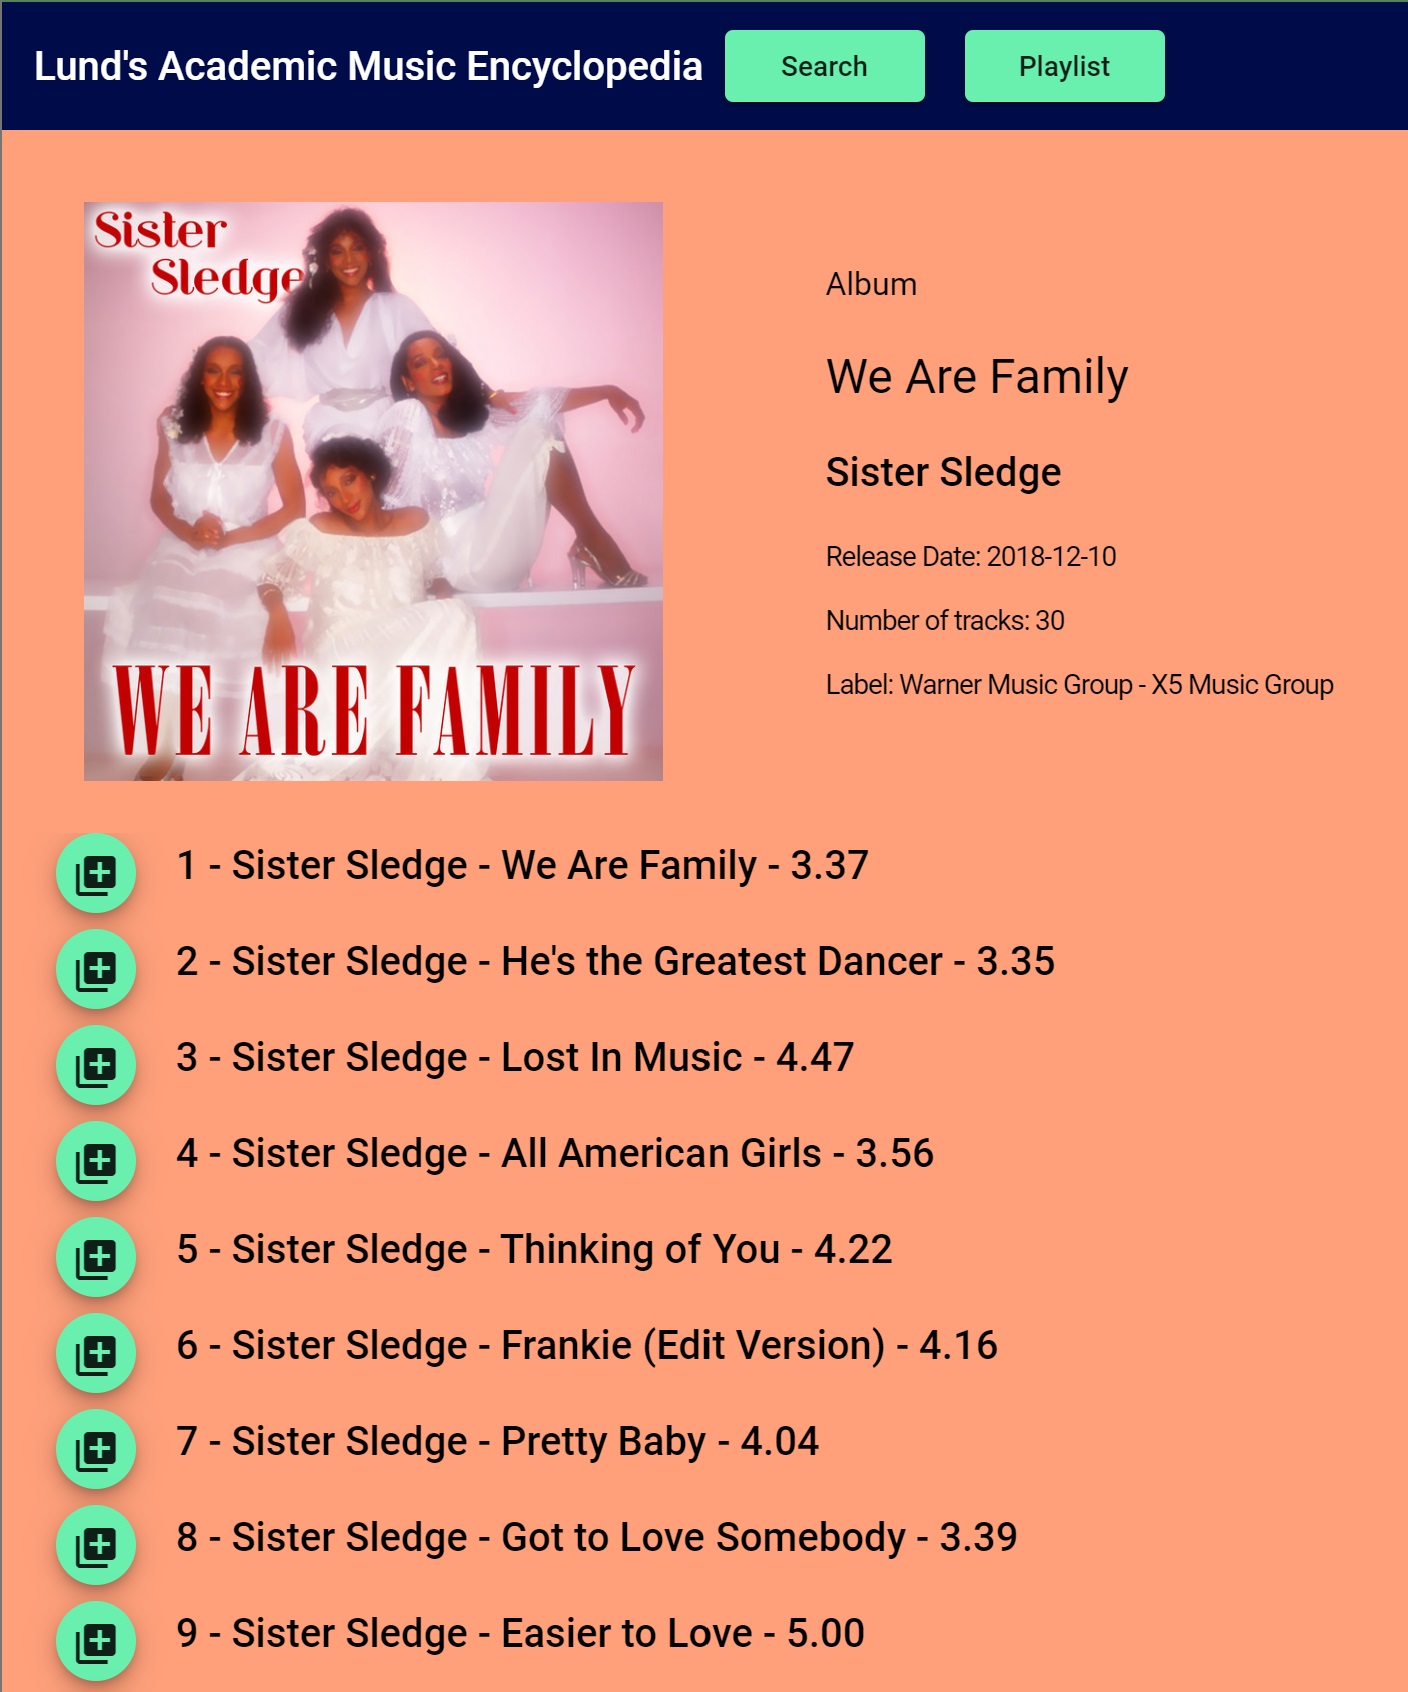 Lund's Academic Music Encyclopedia Search Playlist
Sister
Sledge
WE ARE FAMILY
Album
We Are Family
Sister Sledge
Release Date: 2018-12-10
Number of tracks: 30
Label: Warner Music Group - X5 Music Group
1 - Sister Sledge - We Are Family - 3.37
2 - Sister Sledge - He's the Greatest Dancer - 3.35
3 - Sister Sledge - Lost In Music - 4.47
4 - Sister Sledge - All American Girls - 3.56
5 - Sister Sledge - Thinking of You - 4.22
6 - Sister Sledge - Frankie (Edit Version) - 4.16
7 - Sister Sledge - Pretty Baby - 4.04
8 - Sister Sledge - Got to Love Somebody - 3.39
9 - Sister Sledge - Easier to Love - 5.00